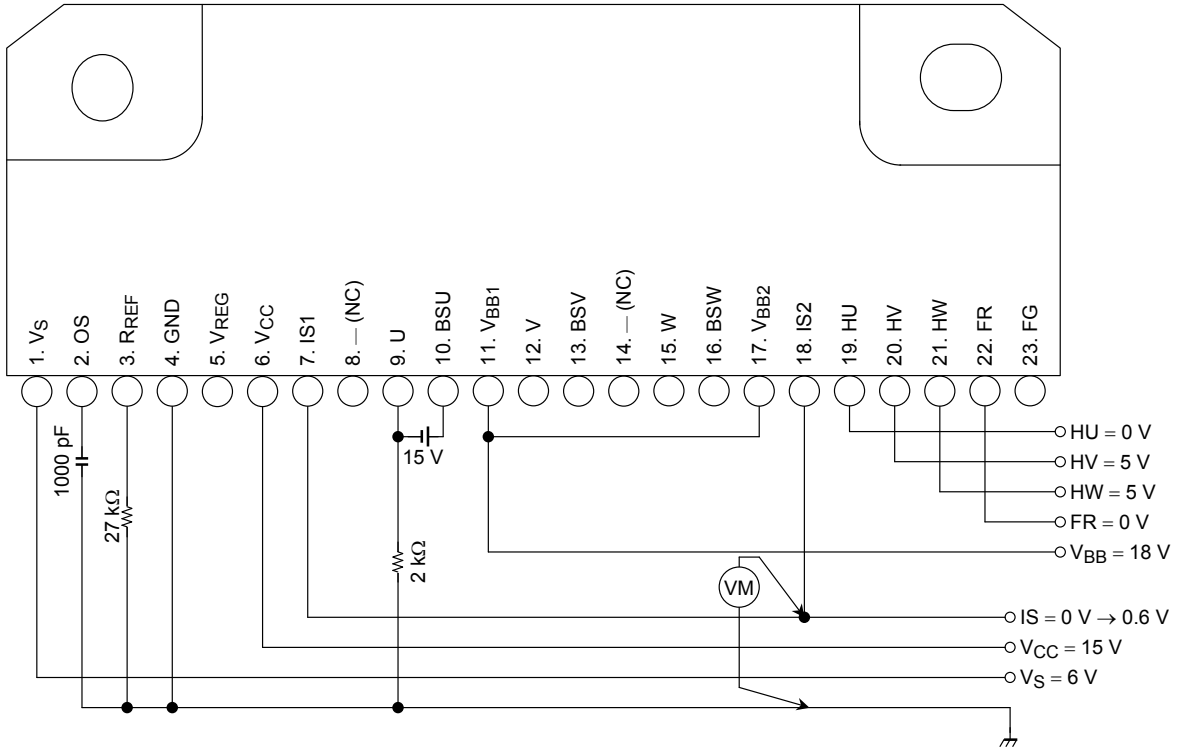 1. VS
2. OS
3. RREF
4. GND
5. VREG
6. VCC
7. IS1
8. — (NC)
9. U
10. BSU
11. VBB1
12. V
13. BSV
14. — (NC)
15. W
16. BSW
17. VBB2
18. IS2
19. HU
20. HV
21. HW
22. FR
23. FG
1000 pF
27 kΩ
15 V
2 kΩ
VM
HU = 0 V
HV = 5 V
HW = 5 V
FR = 0 V
VBB = 18 V
IS = 0 V → 0.6 V
VCC = 15 V
VS = 6 V